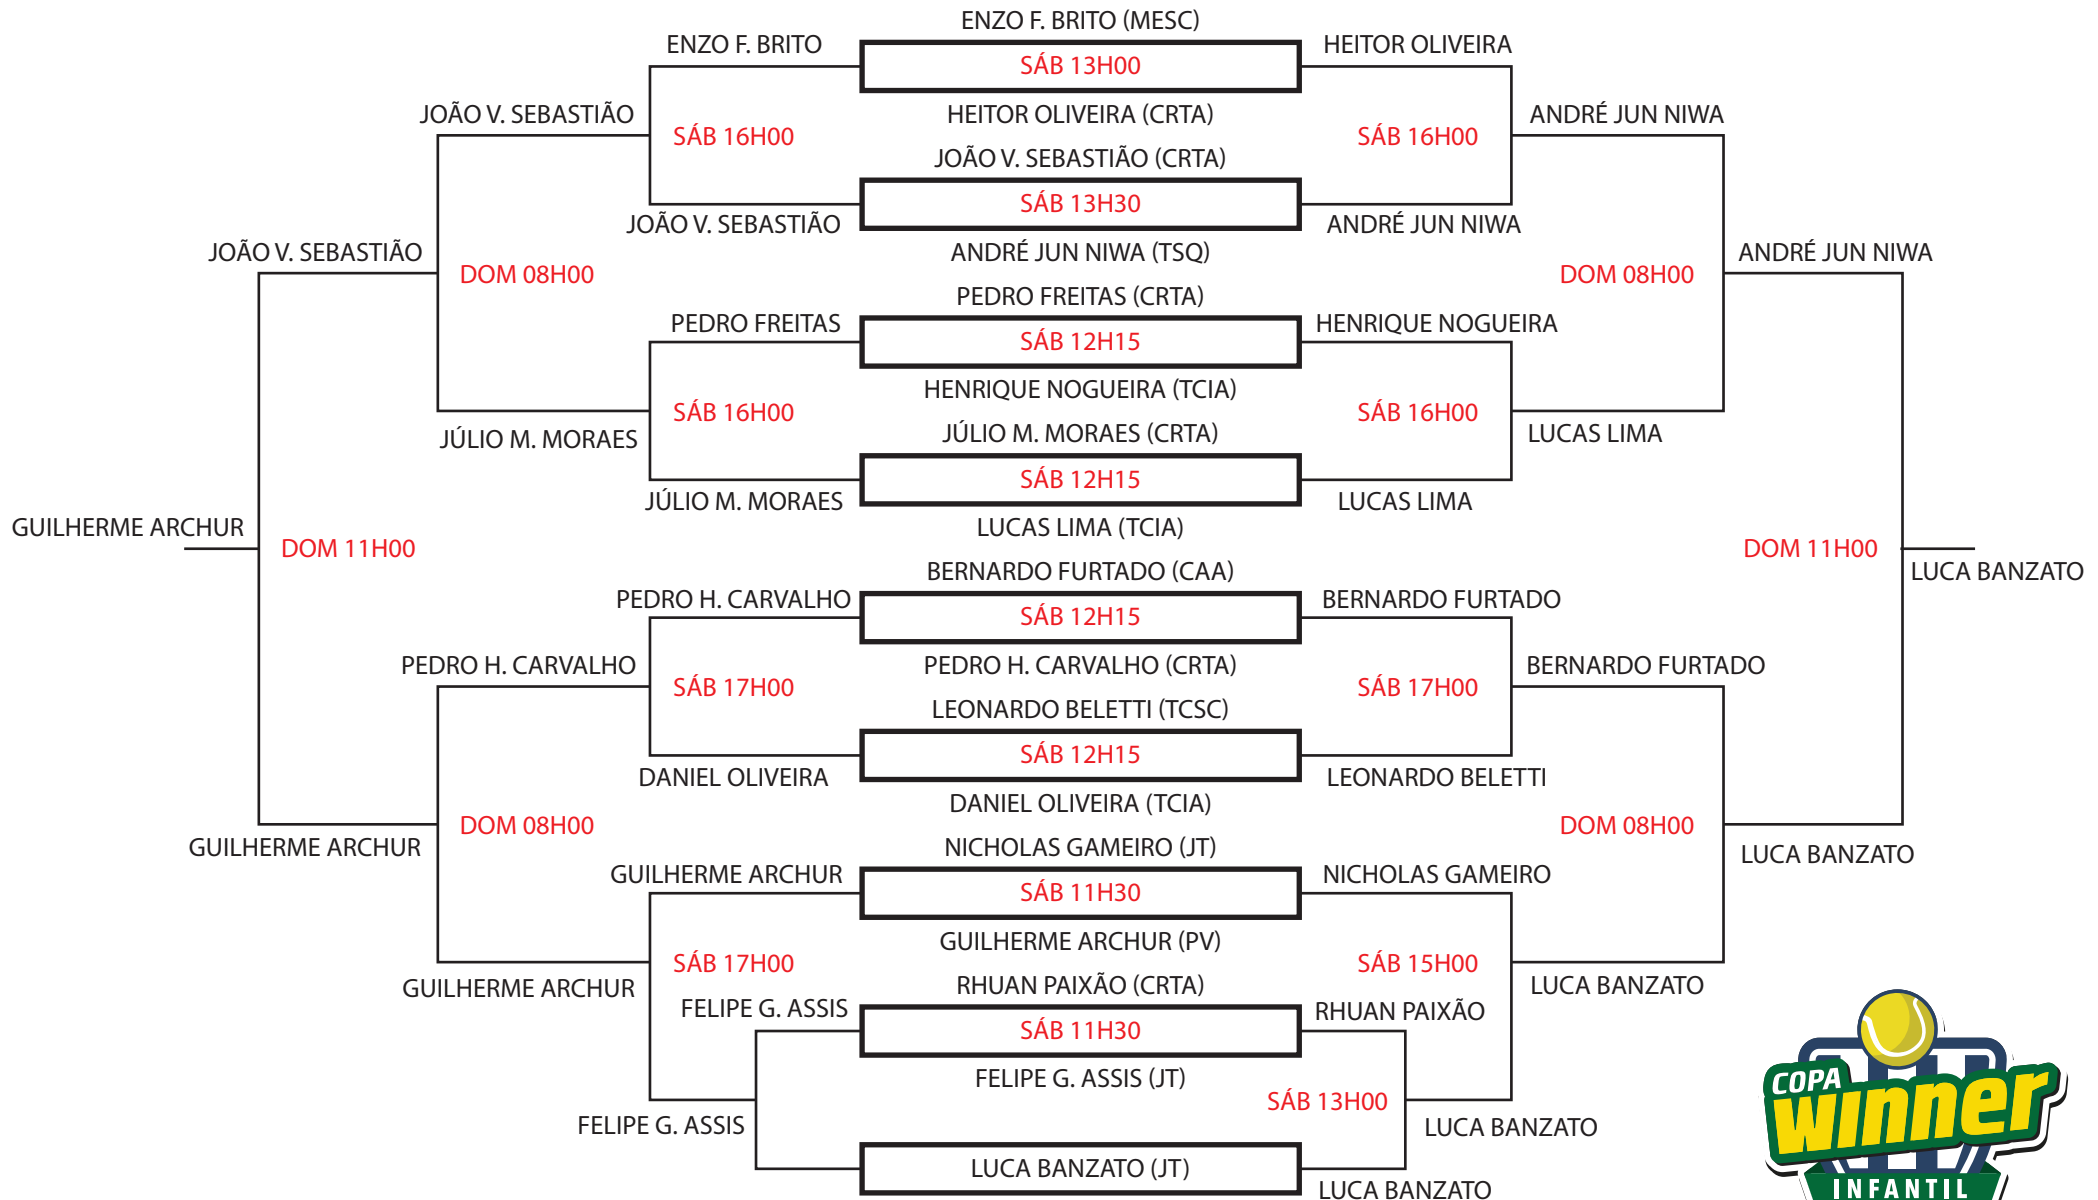 ENZO F. BRITO (MESC)
ENZO F. BRITO
SÁB 13H00
HEITOR OLIVEIRA
JOÃO V. SEBASTIÃO
HEITOR OLIVEIRA (CRTA)
ANDRÉ JUN NIWA
SÁB 16H00
SÁB 16H00
JOÃO V. SEBASTIÃO (CRTA)
SÁB 13H30
JOÃO V. SEBASTIÃO
ANDRÉ JUN NIWA
JOÃO V. SEBASTIÃO
ANDRÉ JUN NIWA (TSQ)
ANDRÉ JUN NIWA
DOM 08H00
DOM 08H00
PEDRO FREITAS (CRTA)
PEDRO FREITAS
SÁB 12H15
HENRIQUE NOGUEIRA
HENRIQUE NOGUEIRA (TCIA)
SÁB 16H00
SÁB 16H00
JÚLIO M. MORAES
JÚLIO M. MORAES (CRTA)
LUCAS LIMA
SÁB 12H15
JÚLIO M. MORAES
LUCAS LIMA
GUILHERME ARCHUR
LUCAS LIMA (TCIA)
DOM 11H00
DOM 11H00
LUCA BANZATO
BERNARDO FURTADO (CAA)
PEDRO H. CARVALHO
SÁB 12H15
BERNARDO FURTADO
PEDRO H. CARVALHO
PEDRO H. CARVALHO (CRTA)
BERNARDO FURTADO
SÁB 17H00
SÁB 17H00
LEONARDO BELETTI (TCSC)
SÁB 12H15
DANIEL OLIVEIRA
LEONARDO BELETTI
DANIEL OLIVEIRA (TCIA)
DOM 08H00
DOM 08H00
GUILHERME ARCHUR
NICHOLAS GAMEIRO (JT)
LUCA BANZATO
GUILHERME ARCHUR
SÁB 11H30
NICHOLAS GAMEIRO
GUILHERME ARCHUR (PV)
SÁB 17H00
SÁB 15H00
GUILHERME ARCHUR
RHUAN PAIXÃO (CRTA)
LUCA BANZATO
FELIPE G. ASSIS
SÁB 11H30
RHUAN PAIXÃO
FELIPE G. ASSIS (JT)
SÁB 13H00
FELIPE G. ASSIS
LUCA BANZATO
LUCA BANZATO (JT)
LUCA BANZATO
COPA
winner
INFANTIL